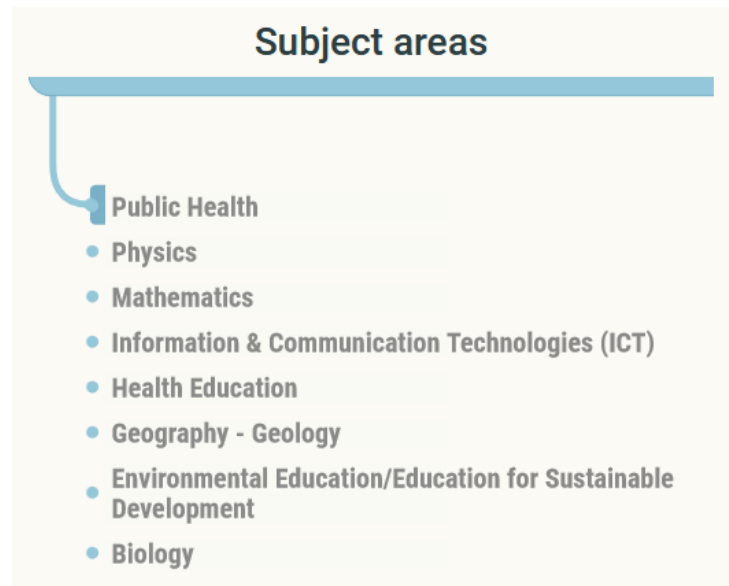 Subject areas
Public Health
Physics
Mathematics
Information & Communication Technologies (ICT)
Health Education
Geography - Geology
Environmental Education/Education for Sustainable
Development
Biology